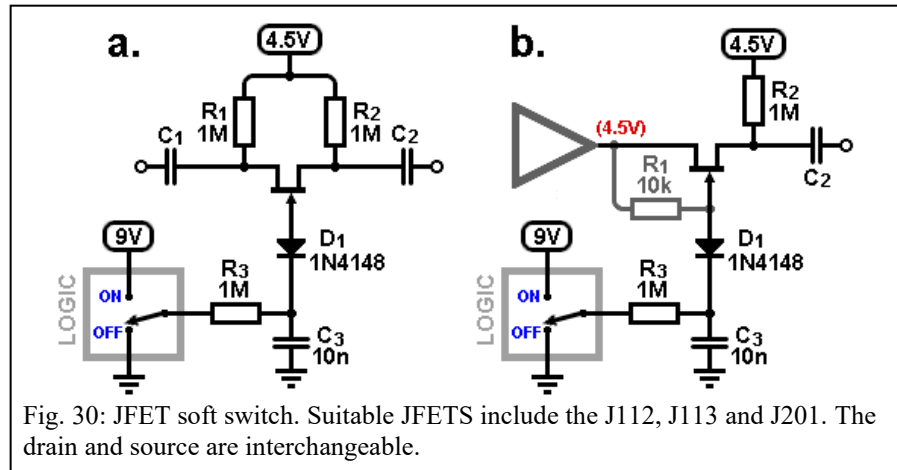 a.
4.5V
R1
1M
R2
1M
C1
C2
9V
D1
1N4148
R3
1M
LOGIC
ON
OFF
C3
10n
b.
4.5V
R2
1M
(4.5V)
R1
10k
C2
9V
D1
1N4148
R3
1M
LOGIC
ON
OFF
C3
10n
Fig. 30: JFET soft switch. Suitable JFETS include the J112, J113 and J201. The
drain and source are interchangeable.